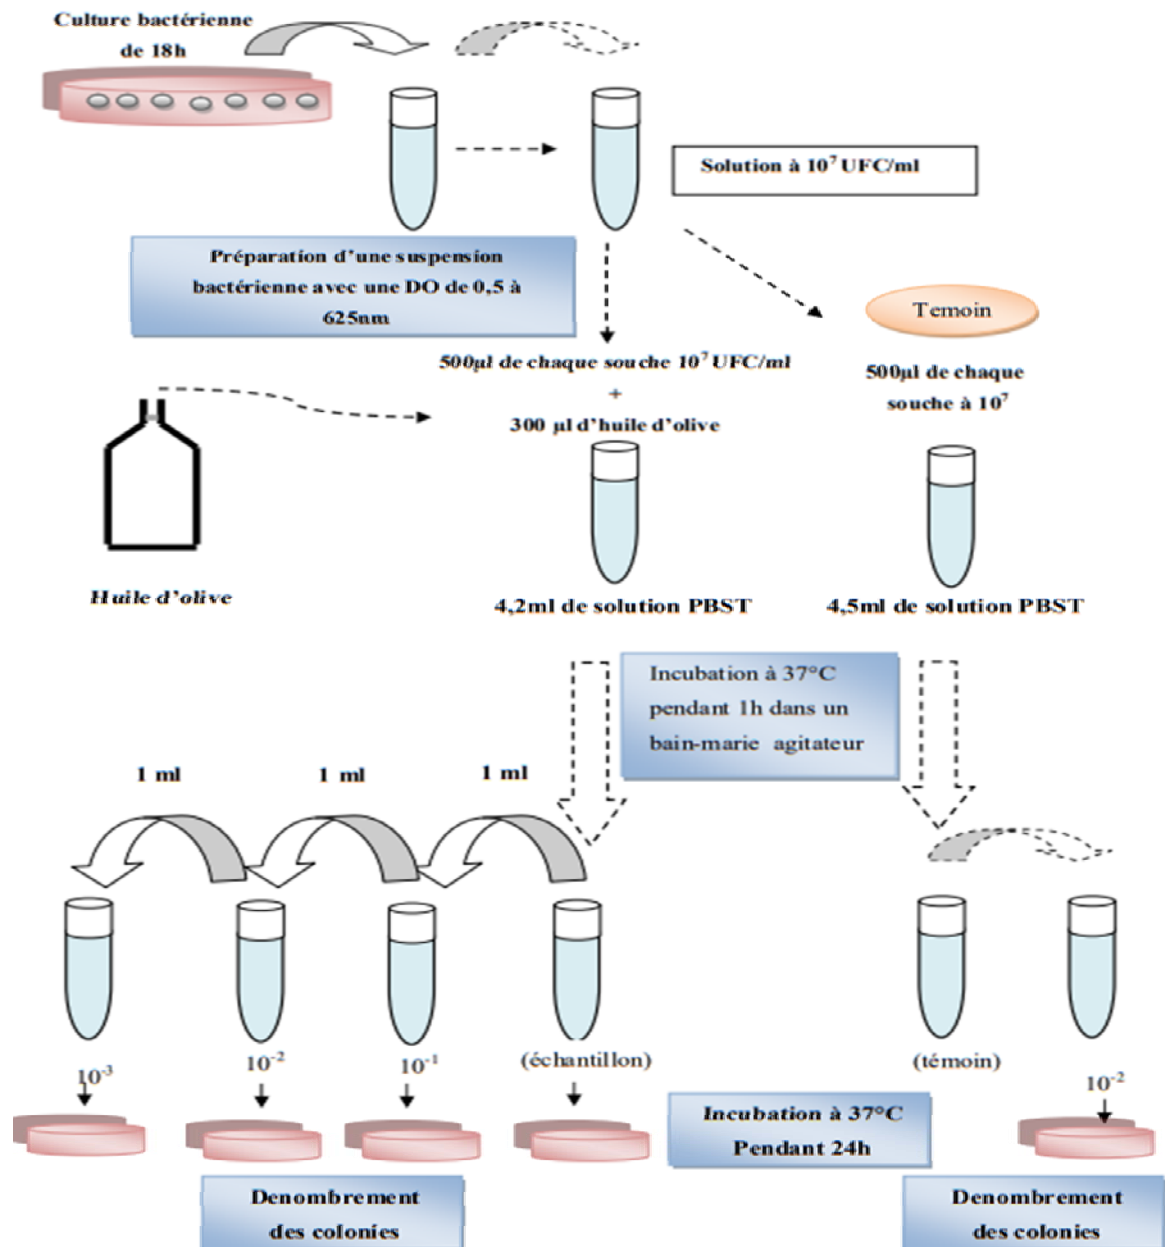 Culture bactérienne
de 18h
Solution à 10⁷ UFC/ml
Préparation d'une suspension
bactérienne avec une DO de 0,5 à
625nm
Temoin
500µl de chaque souche 10⁷ UFC/ml
+
300 µl d'huile d'olive
500µl de chaque
souche à 10⁷
Huile d'olive
4,2ml de solution PBST
4,5ml de solution PBST
Incubation à 37°C
pendant 1h dans un
bain-marie agitateur
1 ml
1 ml
1 ml
10⁻³
10⁻²
10⁻¹
(échantillon)
(témoin)
10⁻²
Incubation à 37°C
Pendant 24h
Denombrement
des colonies
Denombrement
des colonies